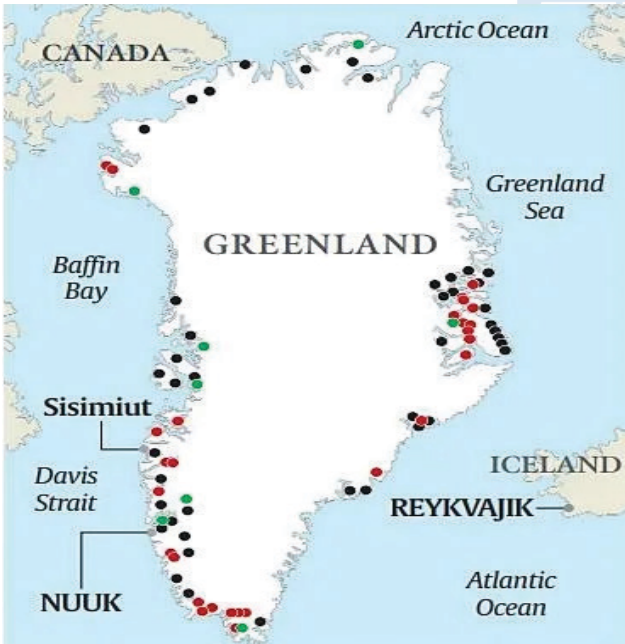 Arctic Ocean
CANADA
Greenland
Sea
GREENLAND
Baffin
Bay
Sisimiut
ICELAND
Davis
Strait
REYKVAJIK
NUUK
Atlantic
Ocean